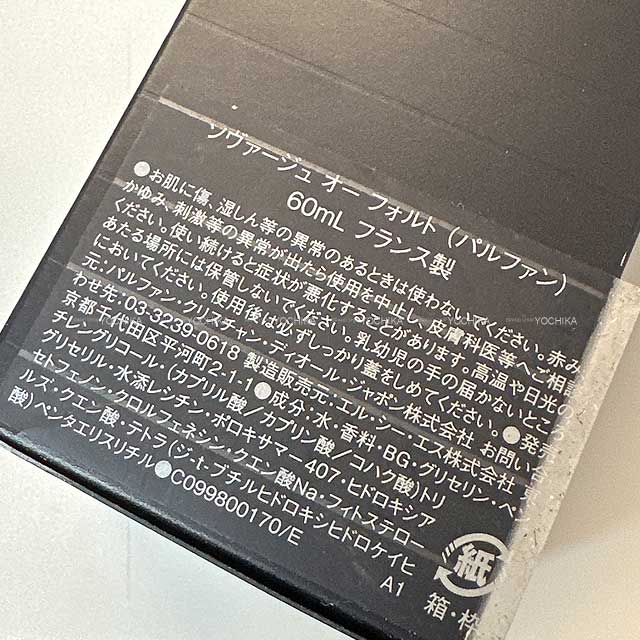 ソヴァージュ オー フォルト (パルファン)
60mL フランス製
●お肌に傷、湿しん等の異常のあるときは使わないでください。赤み、
かゆみ、刺激等の異常が出たら使用を中止し、皮膚科医等へご相談
ください。使い続けると症状が悪化することがあります。高温や日光の
あたる場所には保管しないでください。乳幼児の手の届かないところ
においてください。使用後は必ずしっかり蓋をしめてください。●発売
元:パルファン・クリスチャン・ディオール・ジャポン株式会社 お問い合
わせ先:03-3239-0618 製造販売元:エル・シー・エス株式会社 東
京都千代田区平河町2-1-1●成分:水・香料・BG・グリセリン・ペン
チレングリコール・(カプリル酸/カプリン酸/コハク酸)トリ
グリセリル・水添レシチン・ポロキサマー407・ヒドロキシア
セトフェノン・クロルフェネシン・クエン酸Na・フィトステロー
ルズ・クエン酸・テトラ(ジ-t-ブチルヒドロキシヒドロケイヒ
酸)ペンタエリスリチル●C099800170/E
A1
紙
箱・枠
YOCHIKA
YOCHIKA
YOCHIKA